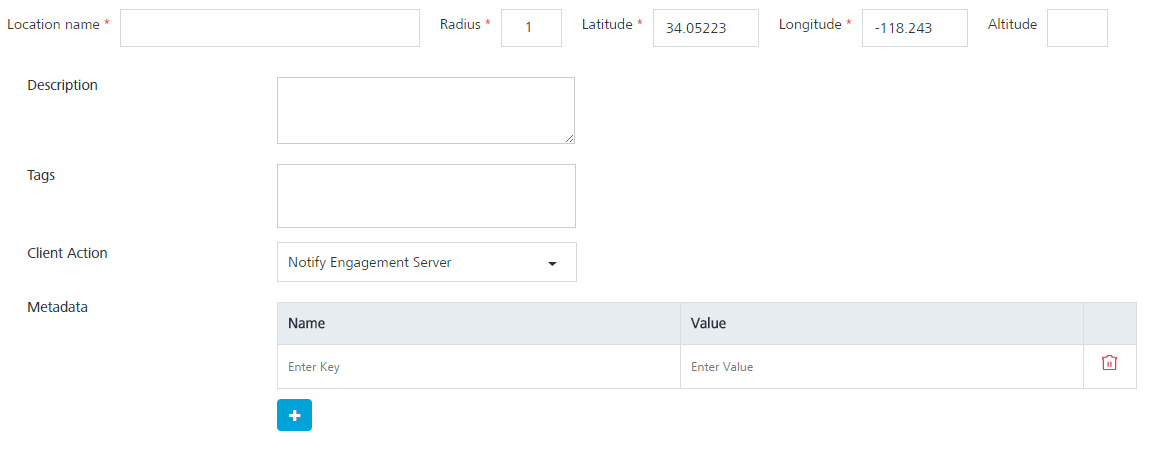 Location name * Radius * 1 Latitude * 34.05223 Longitude * -118.243 Altitude
Description
Tags
Client Action Notify Engagement Server
Metadata
Name Value
Enter Key Enter Value